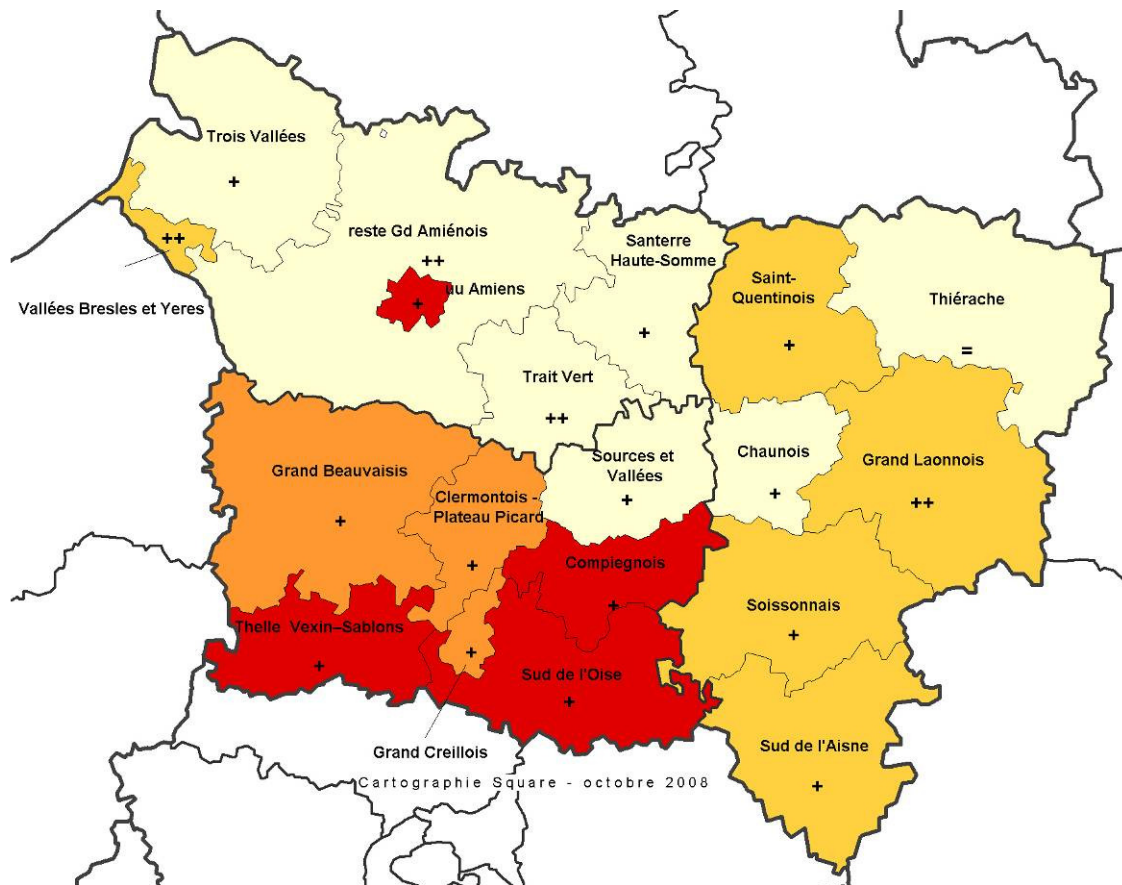 Trois Vallées
+
++
reste Gd Amiénois
++
Santerre
Haute-Somme
+
Saint-
Quentinois
+
Thiérache
=
Vallées Bresles et Yeres
uu Amiens
+
Trait Vert
++
Grand Beauvaisis
+
Clermontois -
Plateau Picard
+
Sources et
Vallées
+
Chaunois
+
Grand Laonnois
++
Compiegnois
+
Soissonnais
+
Thelle Vexin–Sablons
+
+
Sud de l'Oise
+
Grand Creillois
Sud de l'Aisne
+
Cartographie Square - octobre 2008